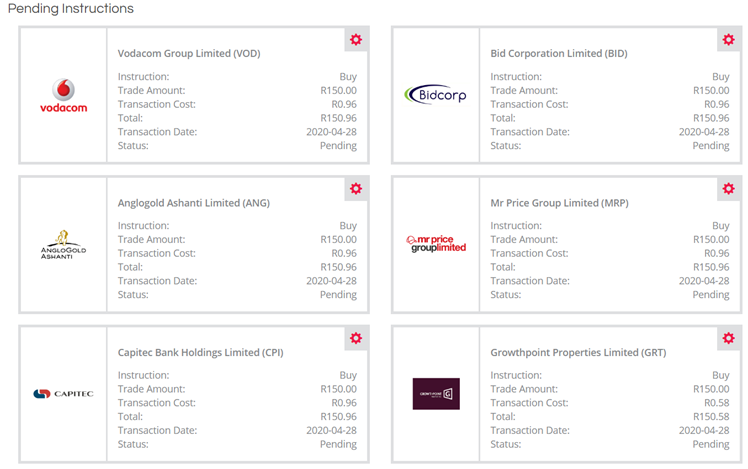 Pending Instructions
vodacom
Vodacom Group Limited (VOD)
Instruction: Buy
Trade Amount: R150.00
Transaction Cost: R0.96
Total: R150.96
Transaction Date: 2020-04-28
Status: Pending
Bidcorp
Bid Corporation Limited (BID)
Instruction: Buy
Trade Amount: R150.00
Transaction Cost: R0.96
Total: R150.96
Transaction Date: 2020-04-28
Status: Pending
ANGLOGOLD
ASHANTI
Anglogold Ashanti Limited (ANG)
Instruction: Buy
Trade Amount: R150.00
Transaction Cost: R0.96
Total: R150.96
Transaction Date: 2020-04-28
Status: Pending
mr price
grouplimited
Mr Price Group Limited (MRP)
Instruction: Buy
Trade Amount: R150.00
Transaction Cost: R0.96
Total: R150.96
Transaction Date: 2020-04-28
Status: Pending
CAPITEC
Capitec Bank Holdings Limited (CPI)
Instruction: Buy
Trade Amount: R150.00
Transaction Cost: R0.96
Total: R150.96
Transaction Date: 2020-04-28
Status: Pending
GROWTHPOINT
Growthpoint Properties Limited (GRT)
Instruction: Buy
Trade Amount: R150.00
Transaction Cost: R0.58
Total: R150.58
Transaction Date: 2020-04-28
Status: Pending